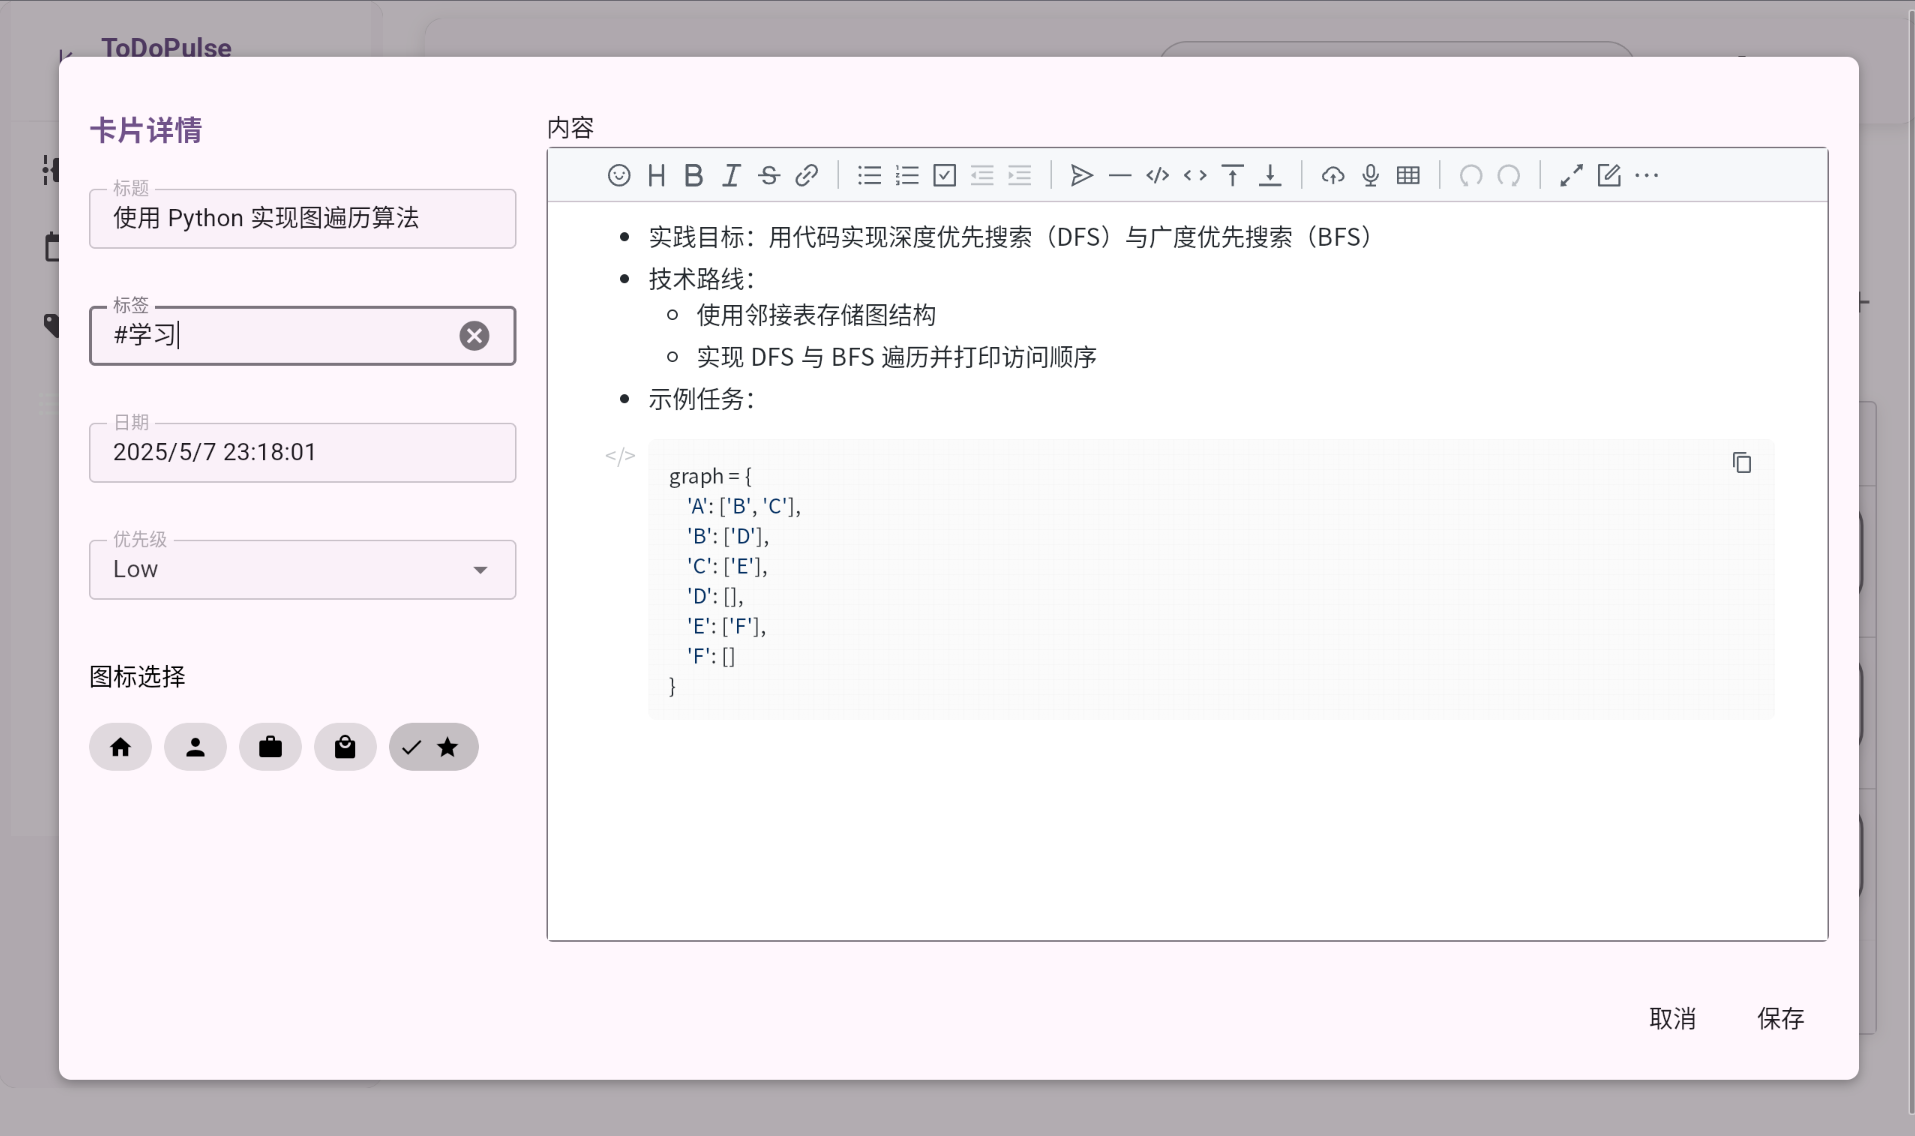 ToDoPulse
卡片详情
标题
使用 Python 实现图遍历算法
标签
#学习
日期
2025/5/7 23:18:01
优先级
Low
图标选择
内容
实践目标：用代码实现深度优先搜索（DFS）与广度优先搜索（BFS）
技术路线：
使用邻接表存储图结构
实现 DFS 与 BFS 遍历并打印访问顺序
示例任务：
graph = {
    'A': ['B', 'C'],
    'B': ['D'],
    'C': ['E'],
    'D': [],
    'E': ['F'],
    'F': []
}
取消 保存